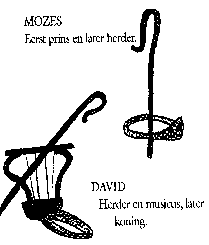 MOZES
Eerst prins en later herder.
DAVID
Herder en musicus, later
koning.